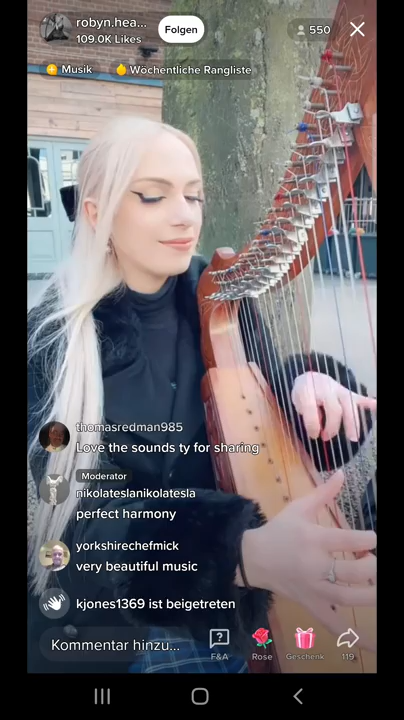 robyn.hea...
109.0K Likes
Folgen
550
Musik
Wöchentliche Rangliste
thomasredman985
Love the sounds ty for sharing
Moderator
nikolateslanikolatesla
perfect harmony
yorkshirechefmick
very beautiful music
kjones1369 ist beigetreten
Kommentar hinzu...
F&A
Rose
Geschenk
119